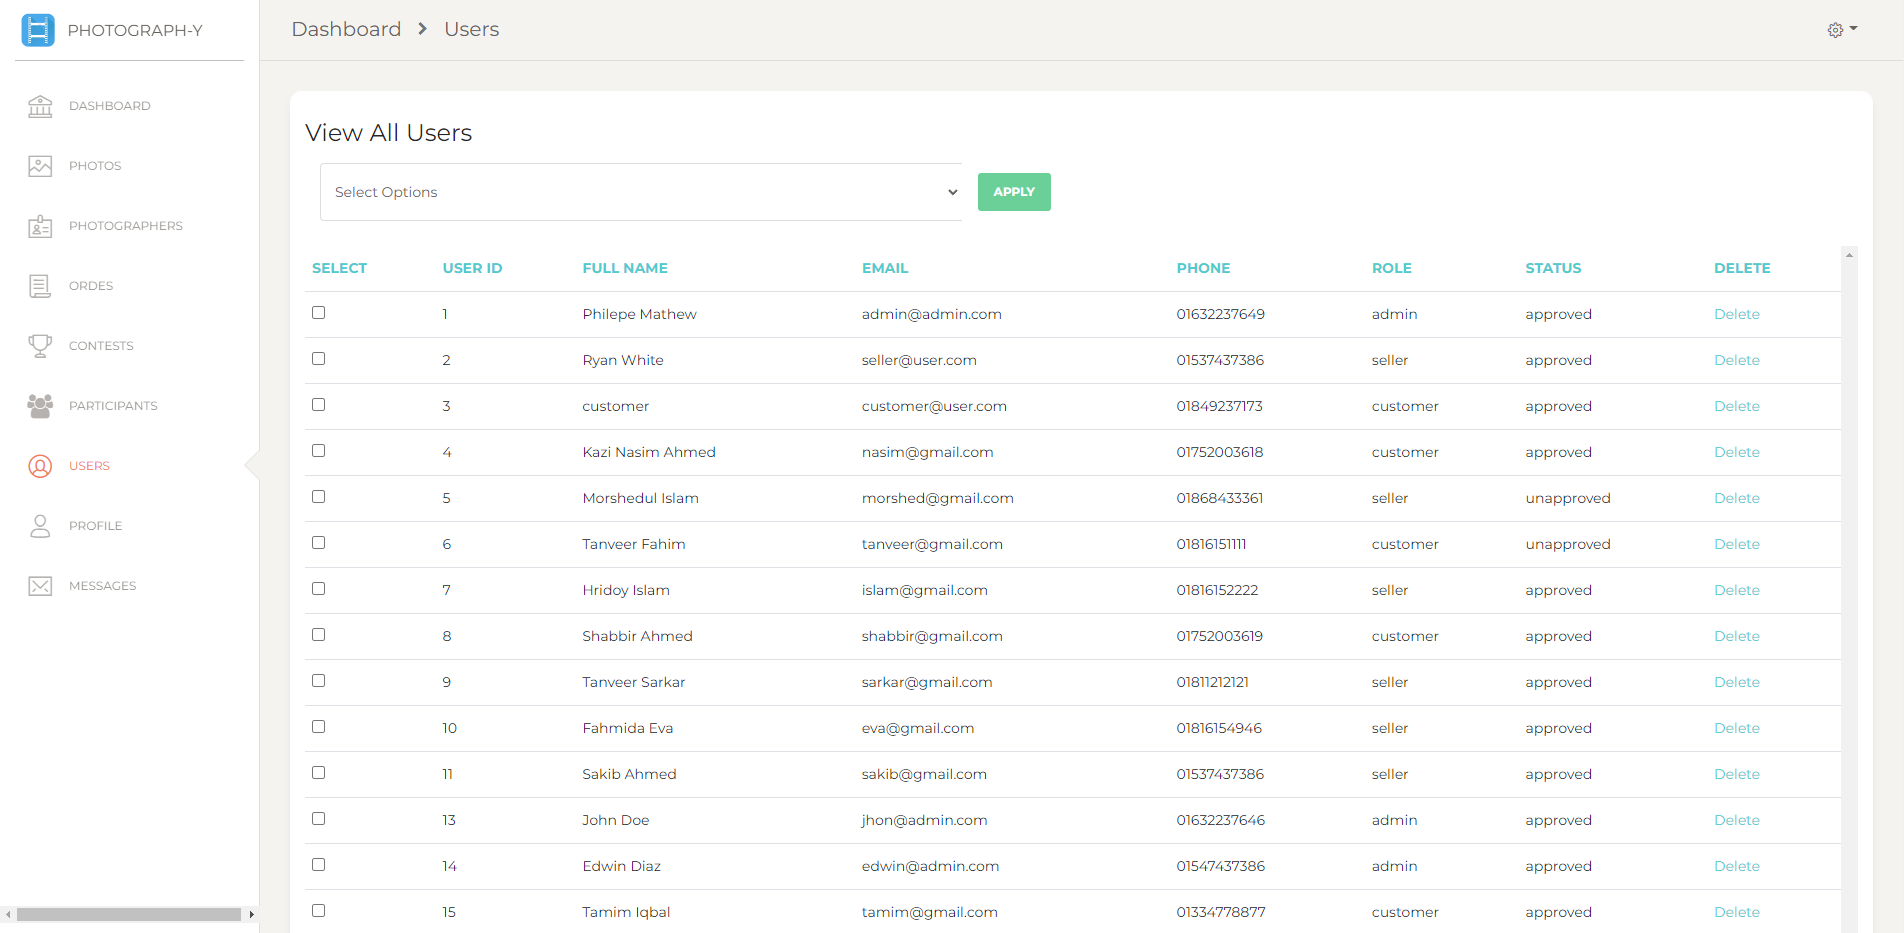 PHOTOGRAPH-Y
Dashboard > Users
DASHBOARD
PHOTOS
PHOTOGRAPHERS
ORDES
CONTESTS
PARTICIPANTS
USERS
PROFILE
MESSAGES
View All Users
Select Options APPLY
SELECT USER ID FULL NAME EMAIL PHONE ROLE STATUS DELETE
1 Philepe Mathew admin@admin.com 01632237649 admin approved Delete
2 Ryan White seller@user.com 01537437386 seller approved Delete
3 customer customer@user.com 01849237173 customer approved Delete
4 Kazi Nasim Ahmed nasim@gmail.com 01752003618 customer approved Delete
5 Morshedul Islam morshed@gmail.com 01868433361 seller unapproved Delete
6 Tanveer Fahim tanveer@gmail.com 01816151111 customer unapproved Delete
7 Hridoy Islam islam@gmail.com 01816152222 seller approved Delete
8 Shabbir Ahmed shabbir@gmail.com 01752003619 customer approved Delete
9 Tanveer Sarkar sarkar@gmail.com 01811212121 seller approved Delete
10 Fahmida Eva eva@gmail.com 01816154946 seller approved Delete
11 Sakib Ahmed sakib@gmail.com 01537437386 seller approved Delete
13 John Doe jhon@admin.com 01632237646 admin approved Delete
14 Edwin Diaz edwin@admin.com 01547437386 admin approved Delete
15 Tamim Iqbal tamim@gmail.com 01334778877 customer approved Delete